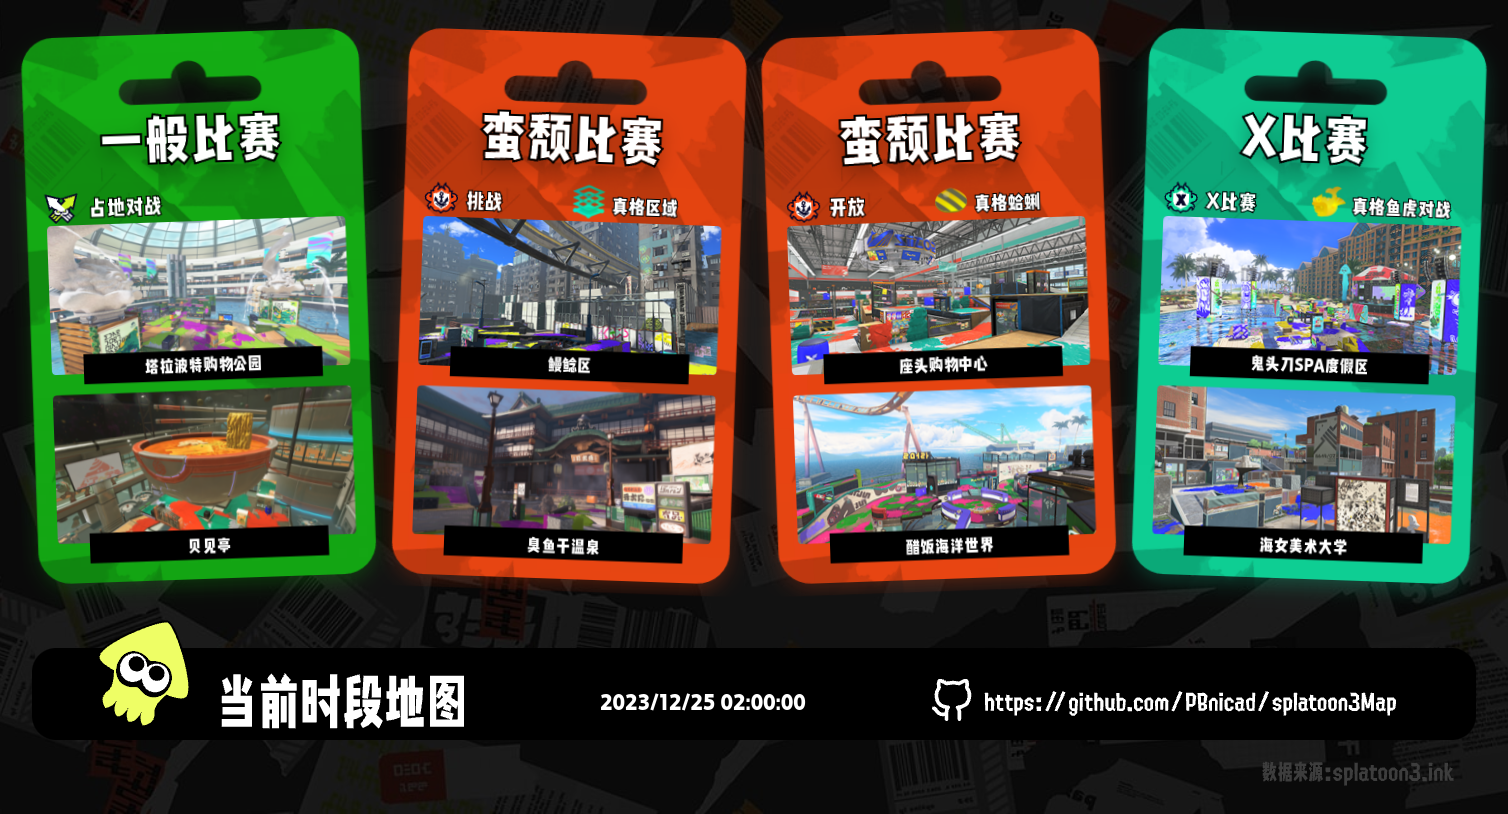 一般比赛
占地对战
塔拉波特购物公园
贝见亭
蛮颓比赛
挑战
真格区域
鳗鲶区
臭鱼干温泉
蛮颓比赛
开放
真格蛤蜊
座头购物中心
醋饭海洋世界
X比赛
X比赛
真格鱼虎对战
鬼头刀SPA度假区
海女美术大学
当前时段地图
2023/12/25 02:00:00
https://github.com/PBnicad/splatoon3Map
数据来源:splatoon3.ink